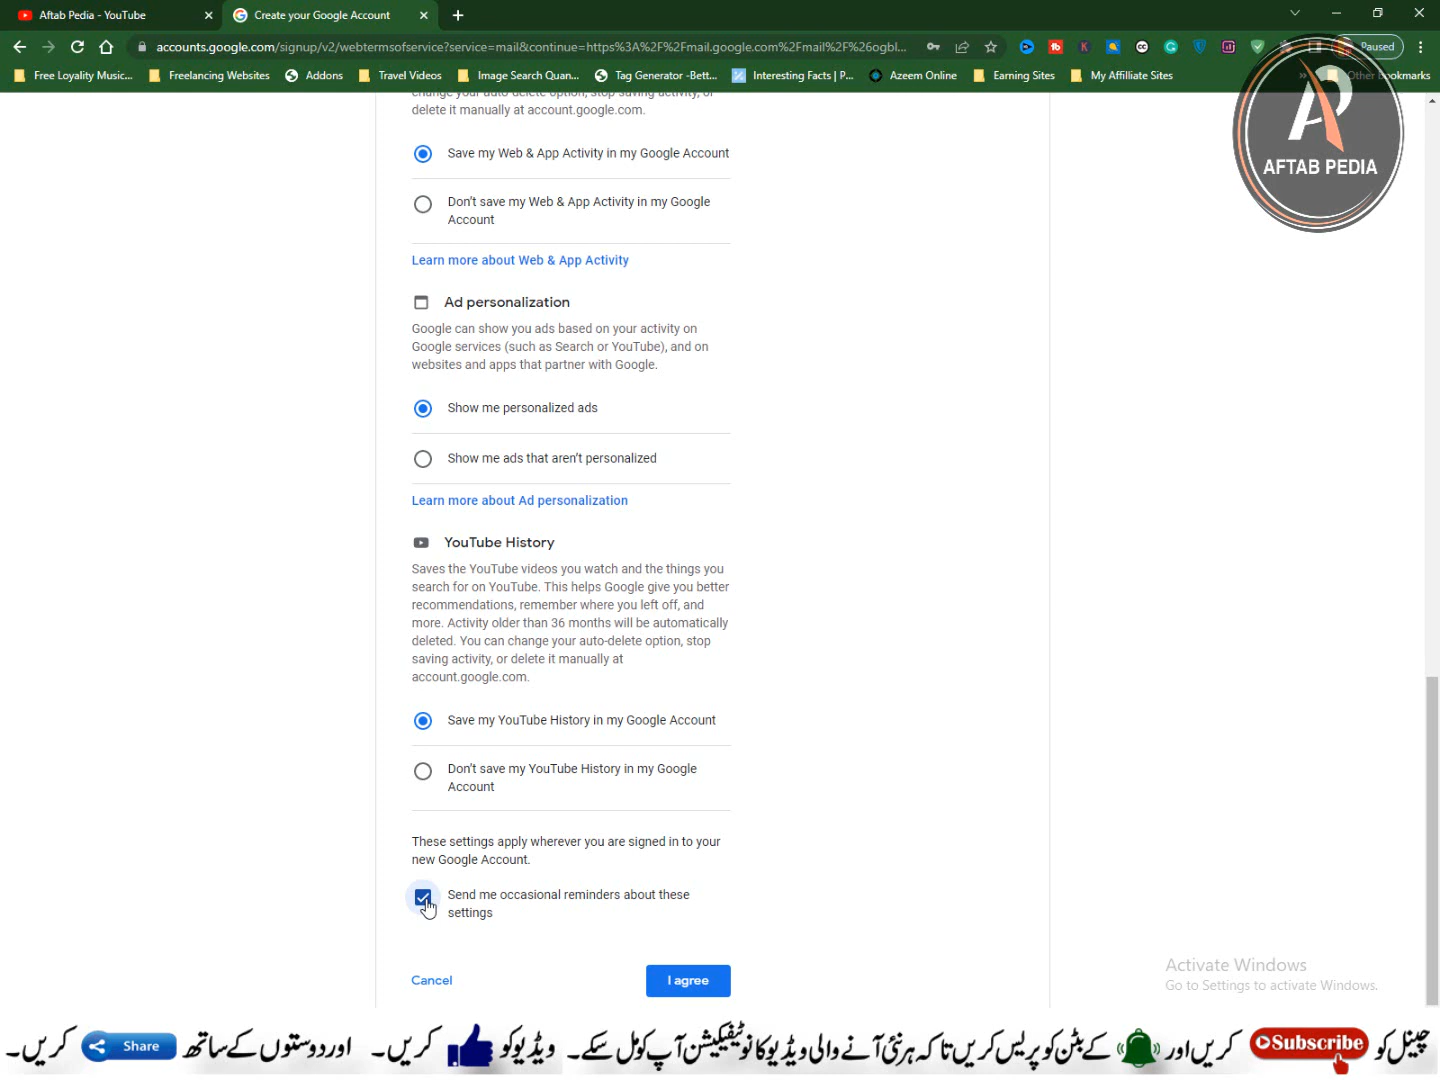 Aftab Pedia - YouTube
Create your Google Account
accounts.google.com/signup/v2/webtermsofservice?service=mail&continue=https%3A%2F%2Fmail.google.com%2Fmail%2F%26ogbl...
Paused
Free Loyality Music...
Freelancing Websites
Addons
Travel Videos
Image Search Quan...
Tag Generator -Bett...
Interesting Facts | P...
Azeem Online
Earning Sites
My Affilliate Sites
Other Bookmarks
AFTAB PEDIA
change your auto-delete option, stop saving activity, or
delete it manually at account.google.com.
Save my Web & App Activity in my Google Account
Don't save my Web & App Activity in my Google
Account
Learn more about Web & App Activity
Ad personalization
Google can show you ads based on your activity on
Google services (such as Search or YouTube), and on
websites and apps that partner with Google.
Show me personalized ads
Show me ads that aren't personalized
Learn more about Ad personalization
YouTube History
Saves the YouTube videos you watch and the things you
search for on YouTube. This helps Google give you better
recommendations, remember where you left off, and
more. Activity older than 36 months will be automatically
deleted. You can change your auto-delete option, stop
saving activity, or delete it manually at
account.google.com.
Save my YouTube History in my Google Account
Don't save my YouTube History in my Google
Account
These settings apply wherever you are signed in to your
new Google Account.
Send me occasional reminders about these
settings
Cancel
I agree
Activate Windows
Go to Settings to activate Windows.
چینل کو Subscribe کریں اور کے بٹن کو پریس کریں تاکہ ہر نئی آنے والی ویڈیو کا نوٹیفیکیشن آپ کو مل سکے۔ ویڈیو کو کریں۔ اور دوستوں کے ساتھ Share کریں۔